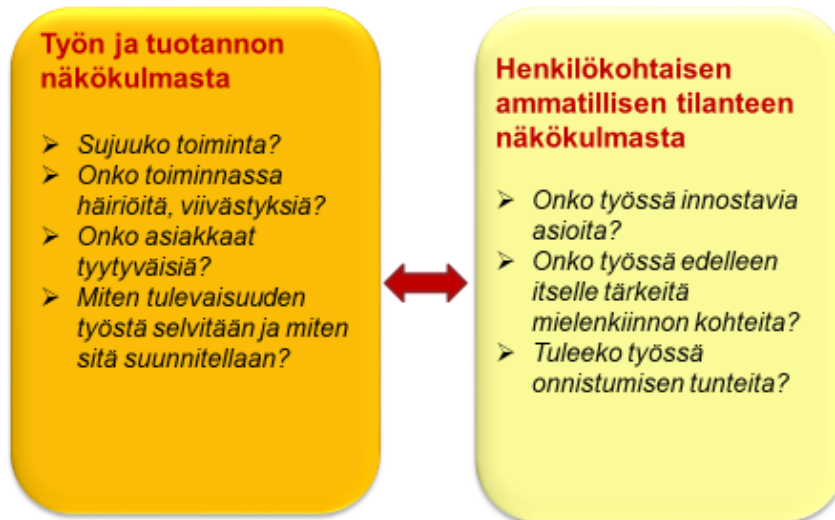 Työn ja tuotannon
näkökulmasta
➢ Sujuuko toiminta?
➢ Onko toiminnassa
häiriöitä, viivästyksiä?
➢ Onko asiakkaat
tyytyväisiä?
➢ Miten tulevaisuuden
työstä selvitään ja miten
sitä suunnitellaan?
Henkilökohtaisen
ammatillisen tilanteen
näkökulmasta
➢ Onko työssä innostavia
asioita?
➢ Onko työssä edelleen
itselle tärkeitä
mielenkiinnon kohteita?
➢ Tuleeko työssä
onnistumisen tunteita?